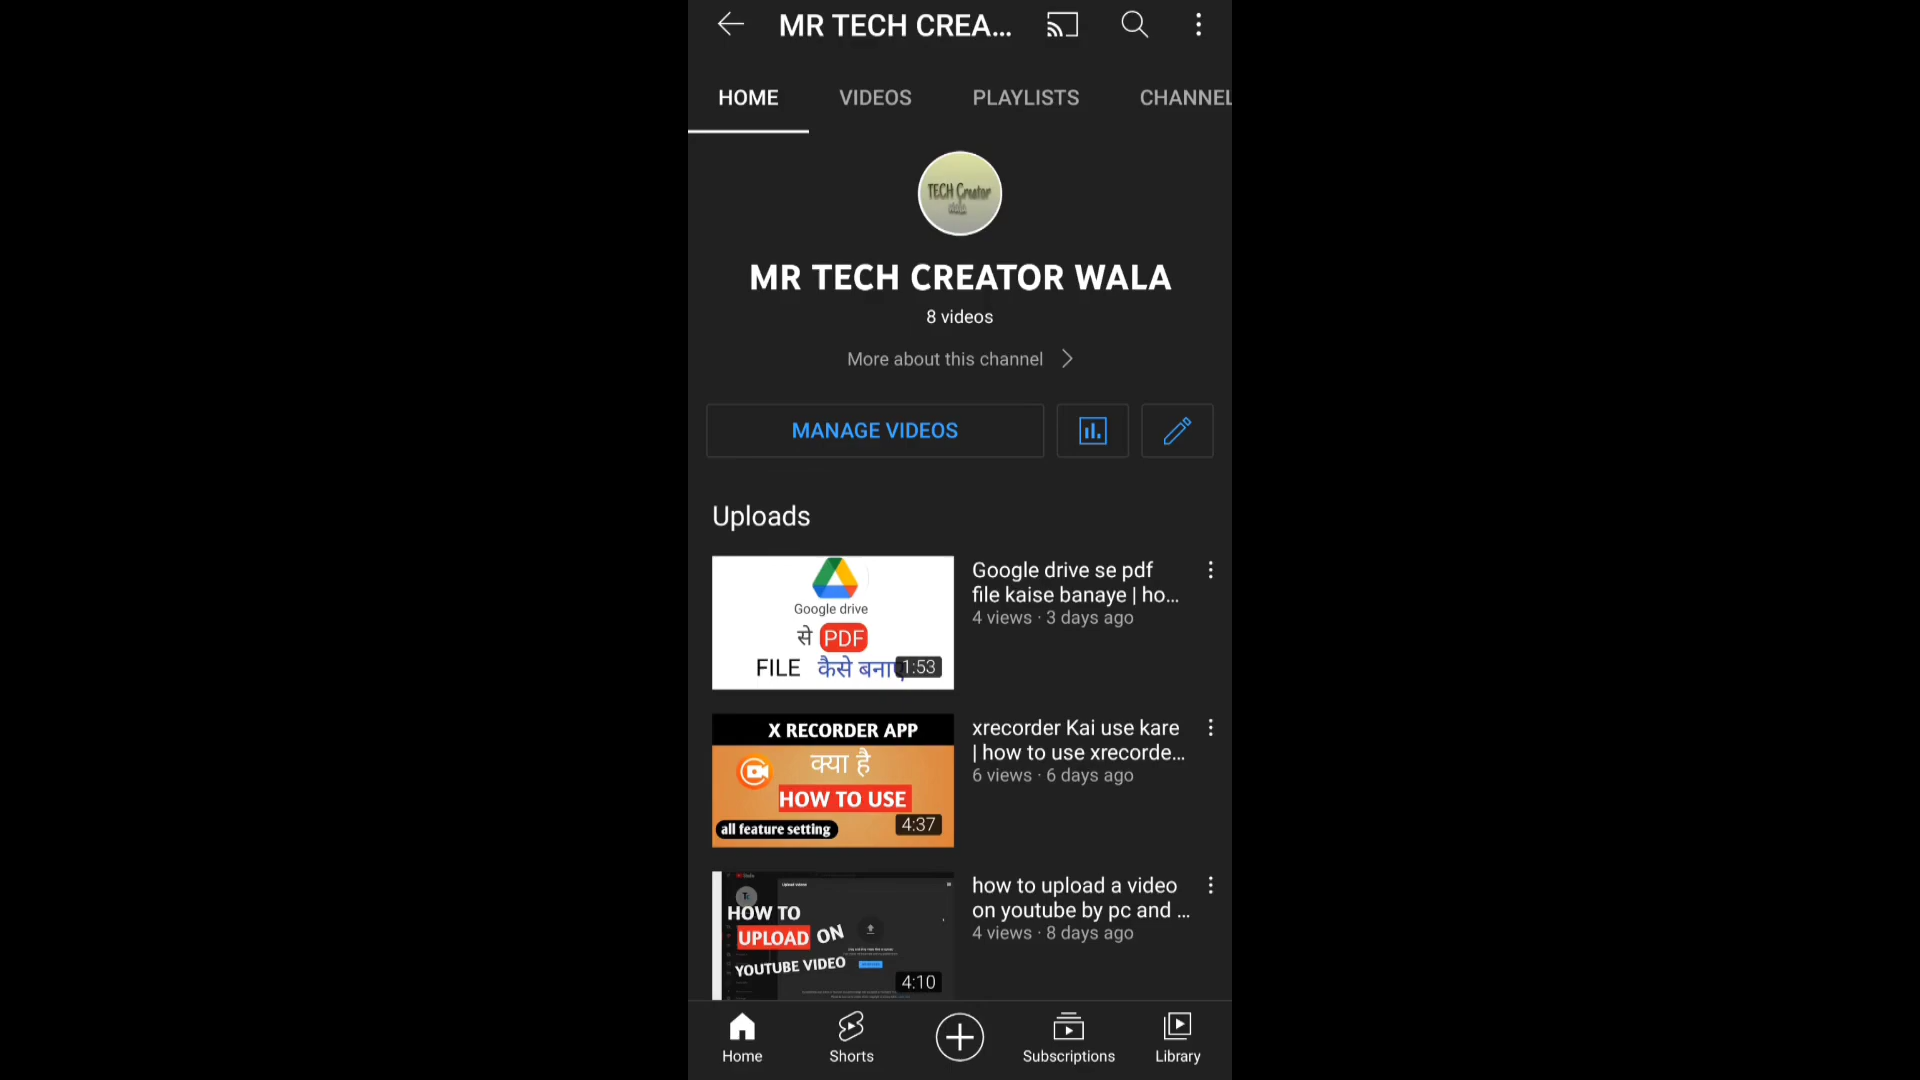 MR TECH CREA...
HOME VIDEOS PLAYLISTS CHANNEL
TECH Creator
wala
MR TECH CREATOR WALA
8 videos
More about this channel
MANAGE VIDEOS
Uploads
Google drive
से PDF
FILE कैसे बनाए
1:53
Google drive se pdf
file kaise banaye | ho...
4 views · 3 days ago
X RECORDER APP
क्या है
HOW TO USE
all feature setting
4:37
xrecorder Kai use kare
| how to use xrecorde...
6 views · 6 days ago
Upload videos
HOW TO
UPLOAD ON
YOUTUBE VIDEO
4:10
how to upload a video
on youtube by pc and ...
4 views · 8 days ago
Home Shorts Subscriptions Library